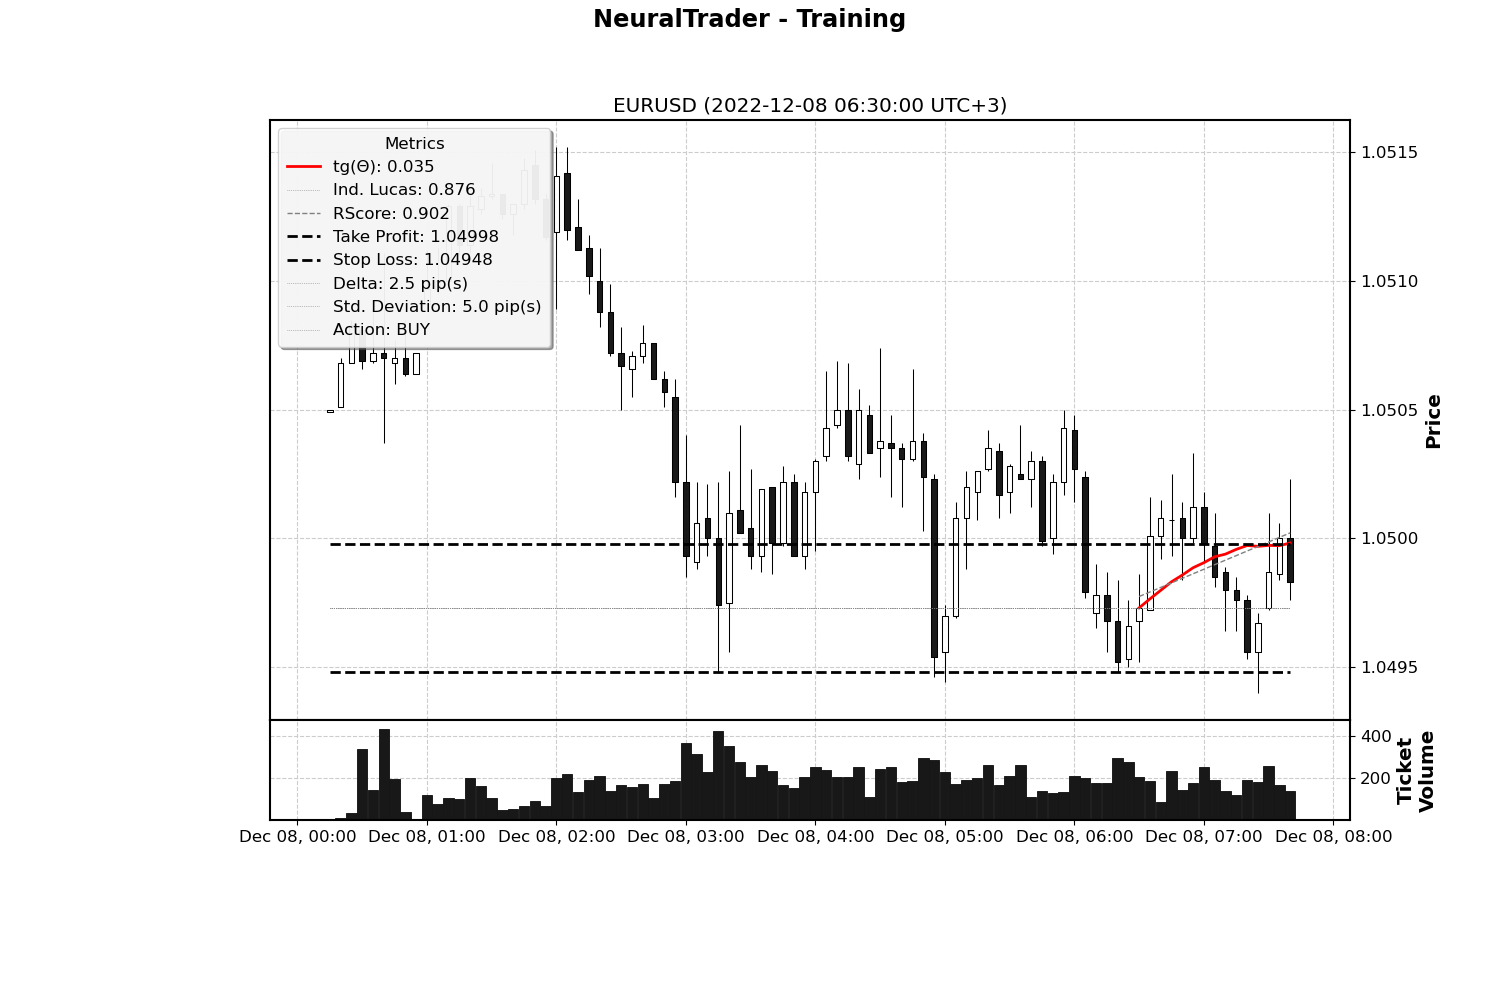 NeuralTrader - Training
EURUSD (2022-12-08 06:30:00 UTC+3)
Metrics
tg(Θ): 0.035
Ind. Lucas: 0.876
RScore: 0.902
Take Profit: 1.04998
Stop Loss: 1.04948
Delta: 2.5 pip(s)
Std. Deviation: 5.0 pip(s)
Action: BUY
1.0515
1.0510
1.0505
1.0500
1.0495
Price
400
200
Ticket
Volume
Dec 08, 00:00
Dec 08, 01:00
Dec 08, 02:00
Dec 08, 03:00
Dec 08, 04:00
Dec 08, 05:00
Dec 08, 06:00
Dec 08, 07:00
Dec 08, 08:00